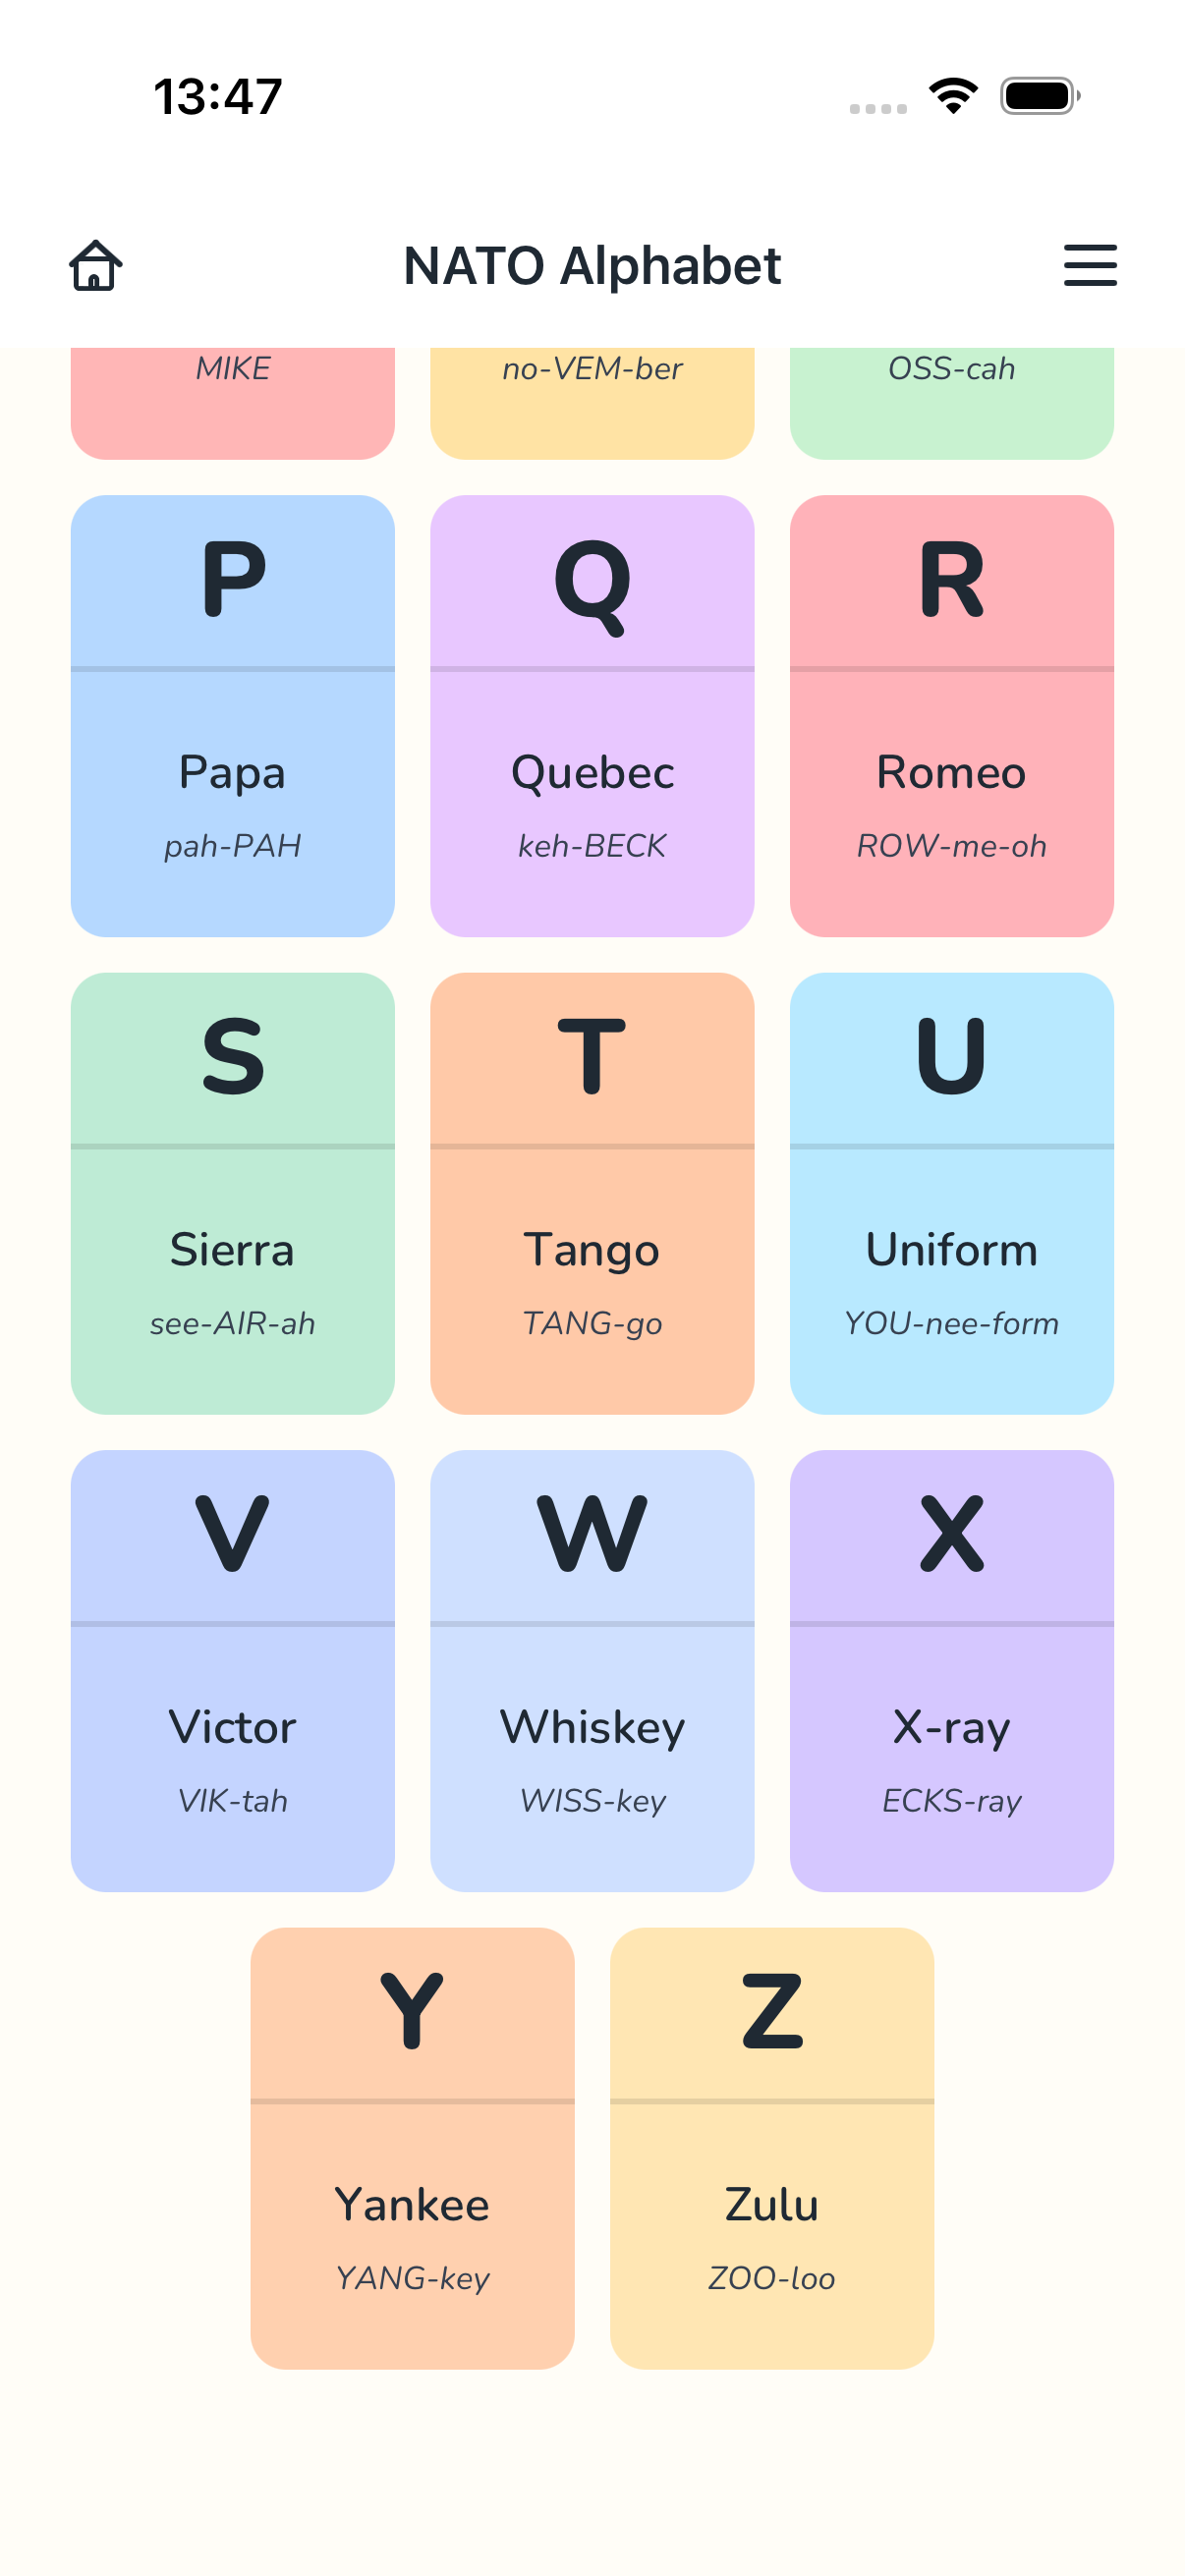 13:47
NATO Alphabet
MIKE
no-VEM-ber
OSS-cah
P
Q
R
Papa
Quebec
Romeo
pah-PAH
keh-BECK
ROW-me-oh
S
T
U
Sierra
Tango
Uniform
see-AIR-ah
TANG-go
YOU-nee-form
V
W
X
Victor
Whiskey
X-ray
VIK-tah
WISS-key
ECKS-ray
Y
Z
Yankee
Zulu
YANG-key
ZOO-loo